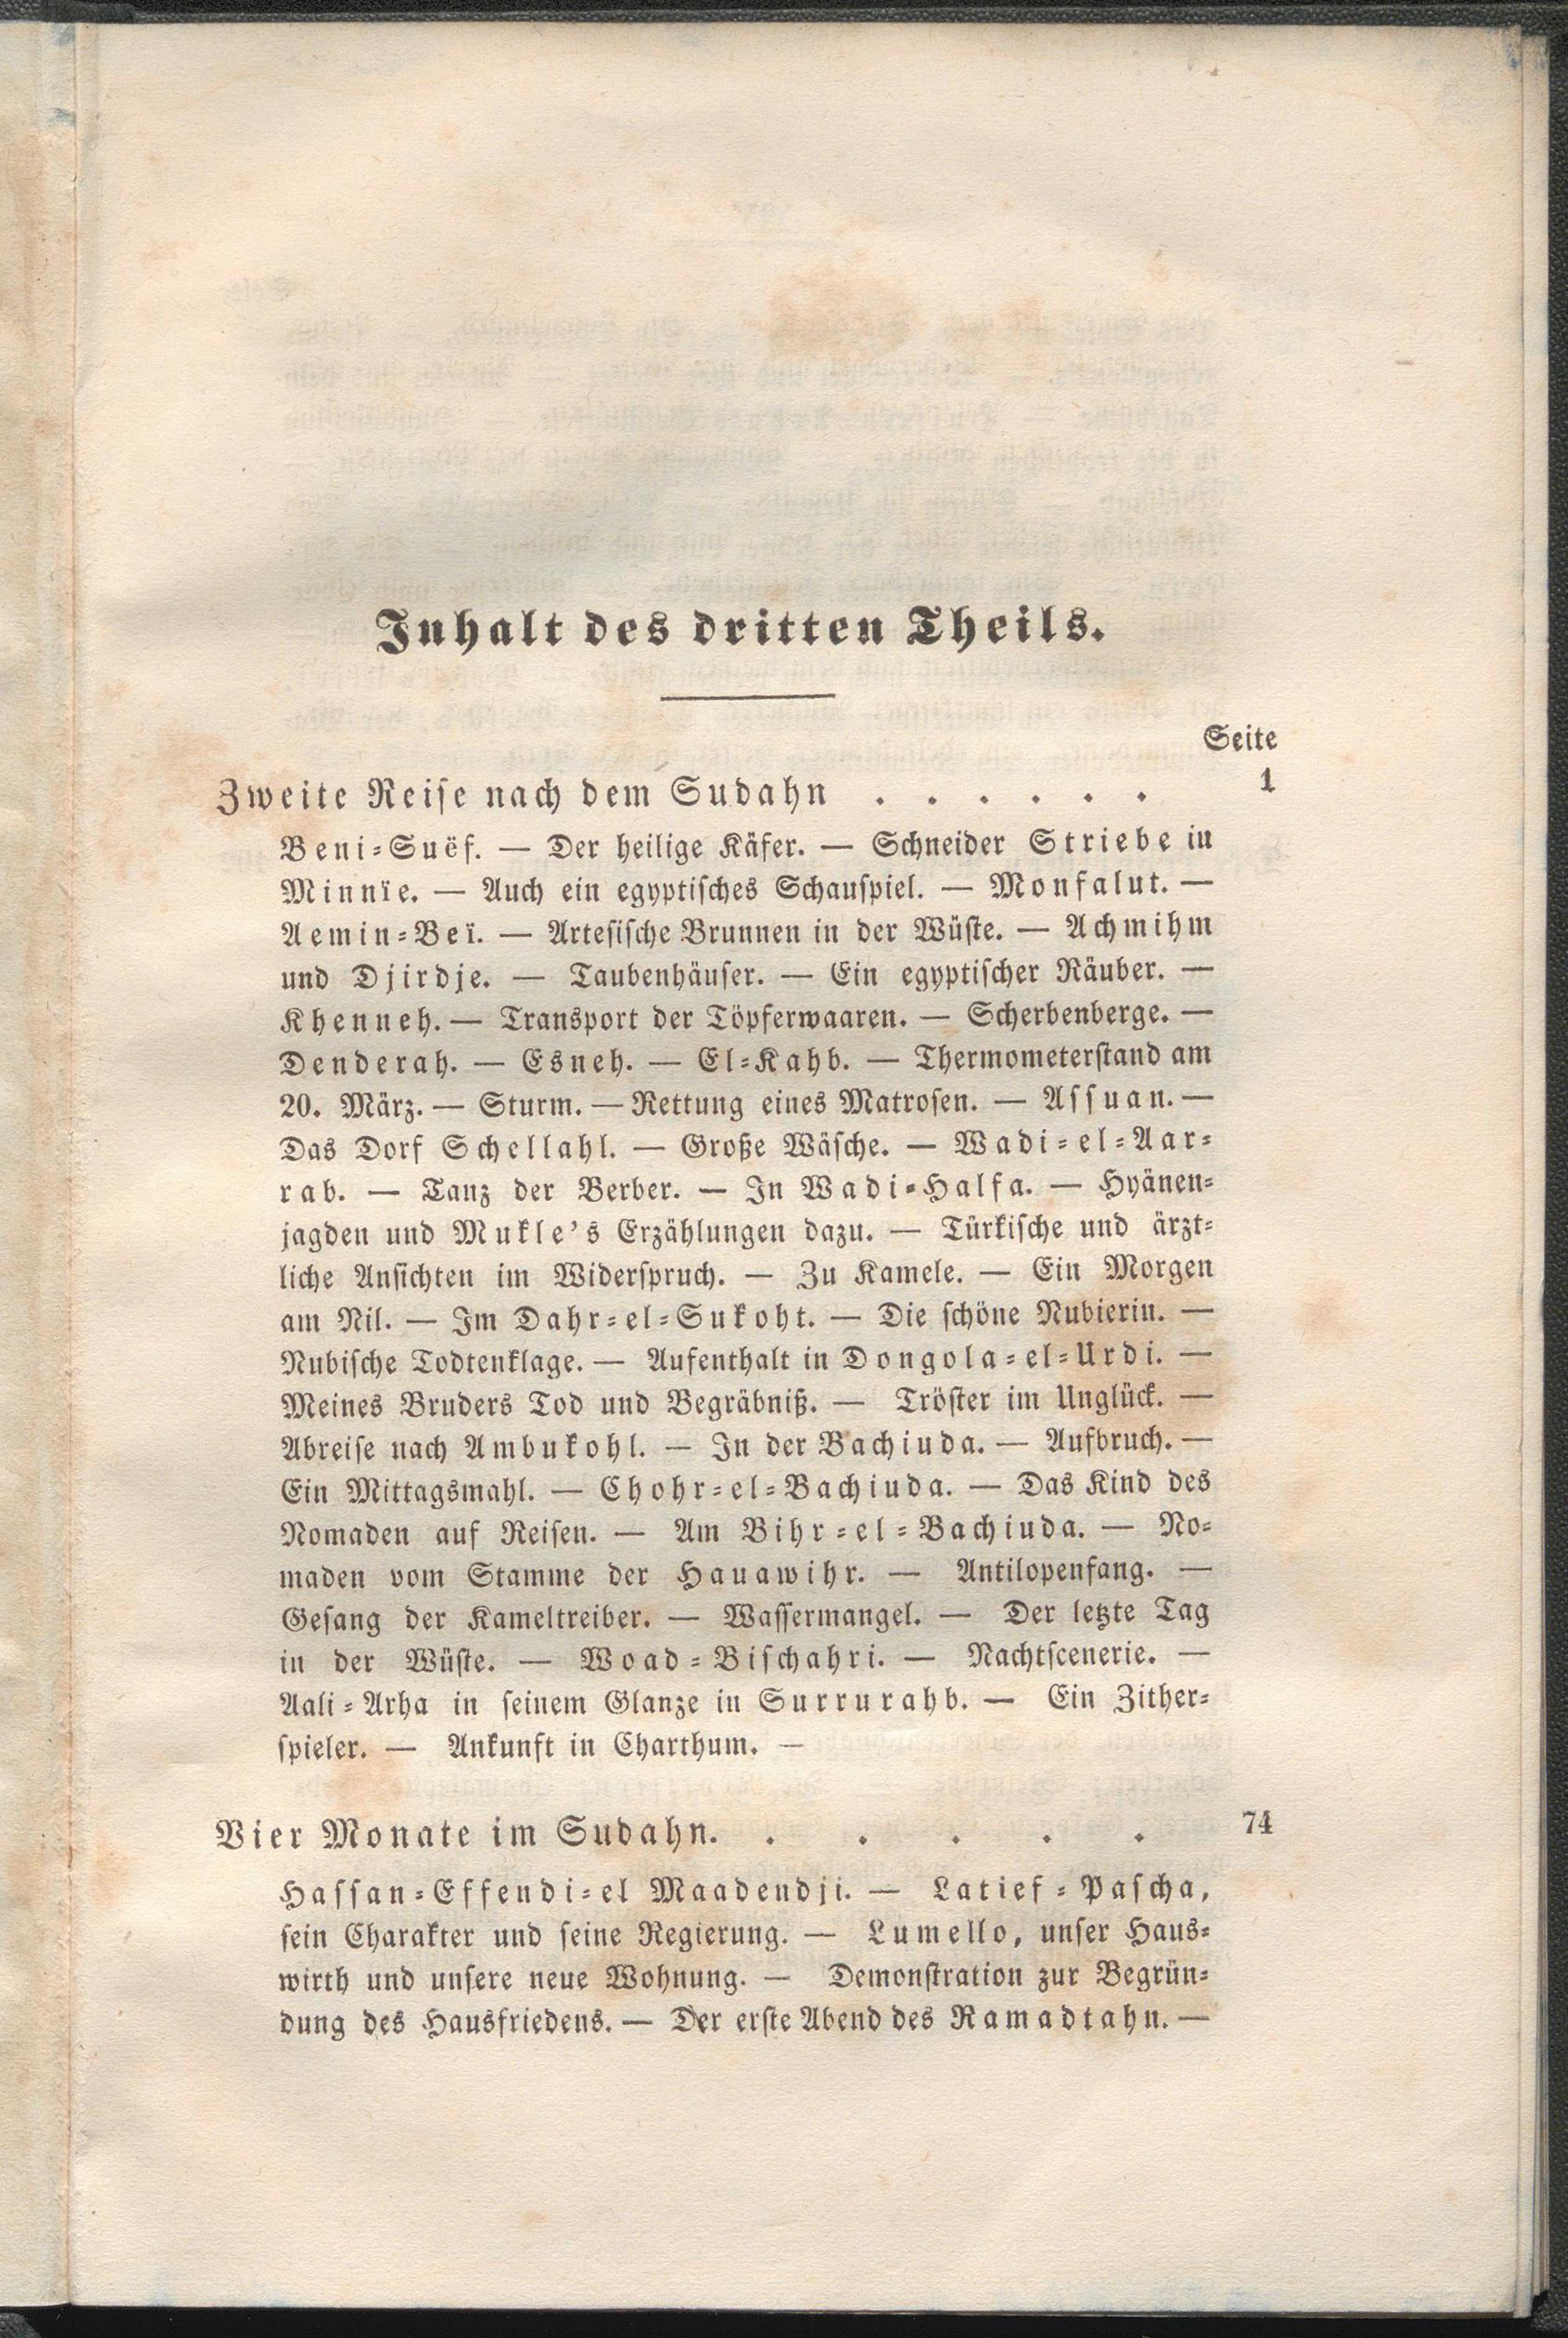 Inhalt des dritten Theils.
Seite
Zweite Reise nach dem Sudahn . . . . . . 1
Beni-Suëf. — Der heilige Käfer. — Schneider Striebe in
Minnïe. — Auch ein egyptisches Schauspiel. — Monfalut. —
Aemin-Beï. — Artesische Brunnen in der Wüste. — Achmihm
und Djirdje. — Taubenhäuser. — Ein egyptischer Räuber. —
Khenneh. — Transport der Töpferwaaren. — Scherbenberge. —
Denderah. — Esneh. — El-Kahb. — Thermometerstand am
20. März. — Sturm. — Rettung eines Matrosen. — Assuan. —
Das Dorf Schellahl. — Große Wäsche. — Wadi-el-Aar-
rab. — Tanz der Berber. — In Wadi-Halfa. — Hyänen-
jagden und Mukle's Erzählungen dazu. — Türkische und ärzt-
liche Ansichten im Widerspruch. — Zu Kamele. — Ein Morgen
am Nil. — Im Dahr-el-Sukoht. — Die schöne Nubierin. —
Nubische Todtenklage. — Aufenthalt in Dongola-el-Urdi. —
Meines Bruders Tod und Begräbniß. — Tröster im Unglück. —
Abreise nach Ambukohl. — In der Bachiuda. — Aufbruch. —
Ein Mittagsmahl. — Chohr-el-Bachiuda. — Das Kind des
Nomaden auf Reisen. — Am Bihr-el-Bachiuda. — No-
maden vom Stamme der Hauawihr. — Antilopenfang. —
Gesang der Kameltreiber. — Wassermangel. — Der letzte Tag
in der Wüste. — Woad-Bischahri. — Nachtscenerie. —
Aali-Arha in seinem Glanze in Surrurahb. — Ein Zither-
spieler. — Ankunft in Charthum. —
Vier Monate im Sudahn. . . . . . 74
Hassan-Effendi-el Maadendji. — Latief-Pascha,
sein Charakter und seine Regierung. — Lumello, unser Haus-
wirth und unsere neue Wohnung. — Demonstration zur Begrün-
dung des Hausfriedens. — Der erste Abend des Ramadtahn. —